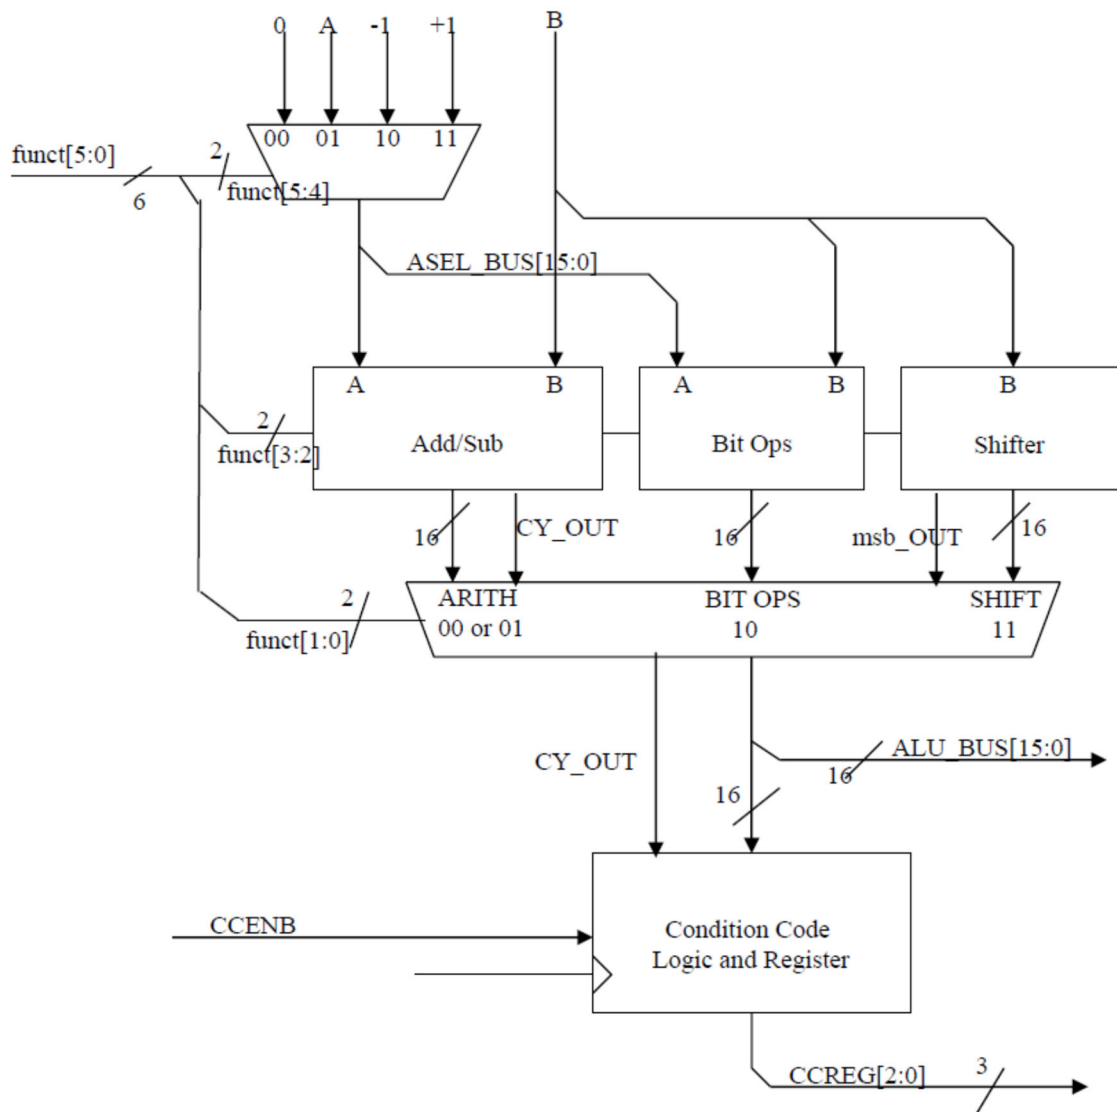 0 A -1 +1 B
00 01 10 11
funct[5:0]
6
2
funct[5:4]
ASEL_BUS[15:0]
A B A B B
2
funct[3:2]
Add/Sub Bit Ops Shifter
16 CY_OUT 16 msb_OUT 16
2
funct[1:0]
ARITH BIT OPS SHIFT
00 or 01 10 11
CY_OUT
ALU_BUS[15:0]
16
16
CCENB
Condition Code
Logic and Register
CCREG[2:0] 3